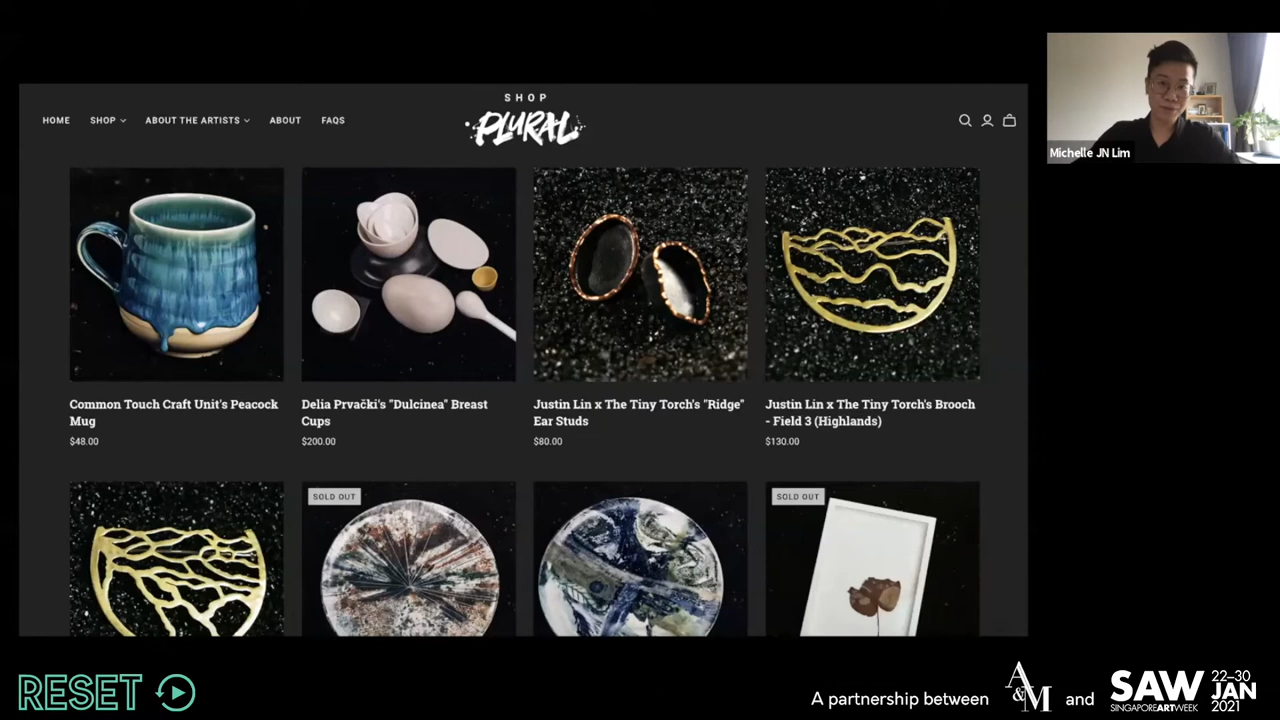 SHOP
PLURAL
HOME SHOP ABOUT THE ARTISTS ABOUT FAQS
Michelle JN Lim
Common Touch Craft Unit's Peacock
Mug
$48.00
Delia Prvački's "Dulcinea" Breast
Cups
$200.00
Justin Lin x The Tiny Torch's "Ridge"
Ear Studs
$80.00
Justin Lin x The Tiny Torch's Brooch
- Field 3 (Highlands)
$130.00
SOLD OUT
SOLD OUT
RESET
A partnership between
A&M
and
SAW
SINGAPOREARTWEEK
22–30
JAN
2021